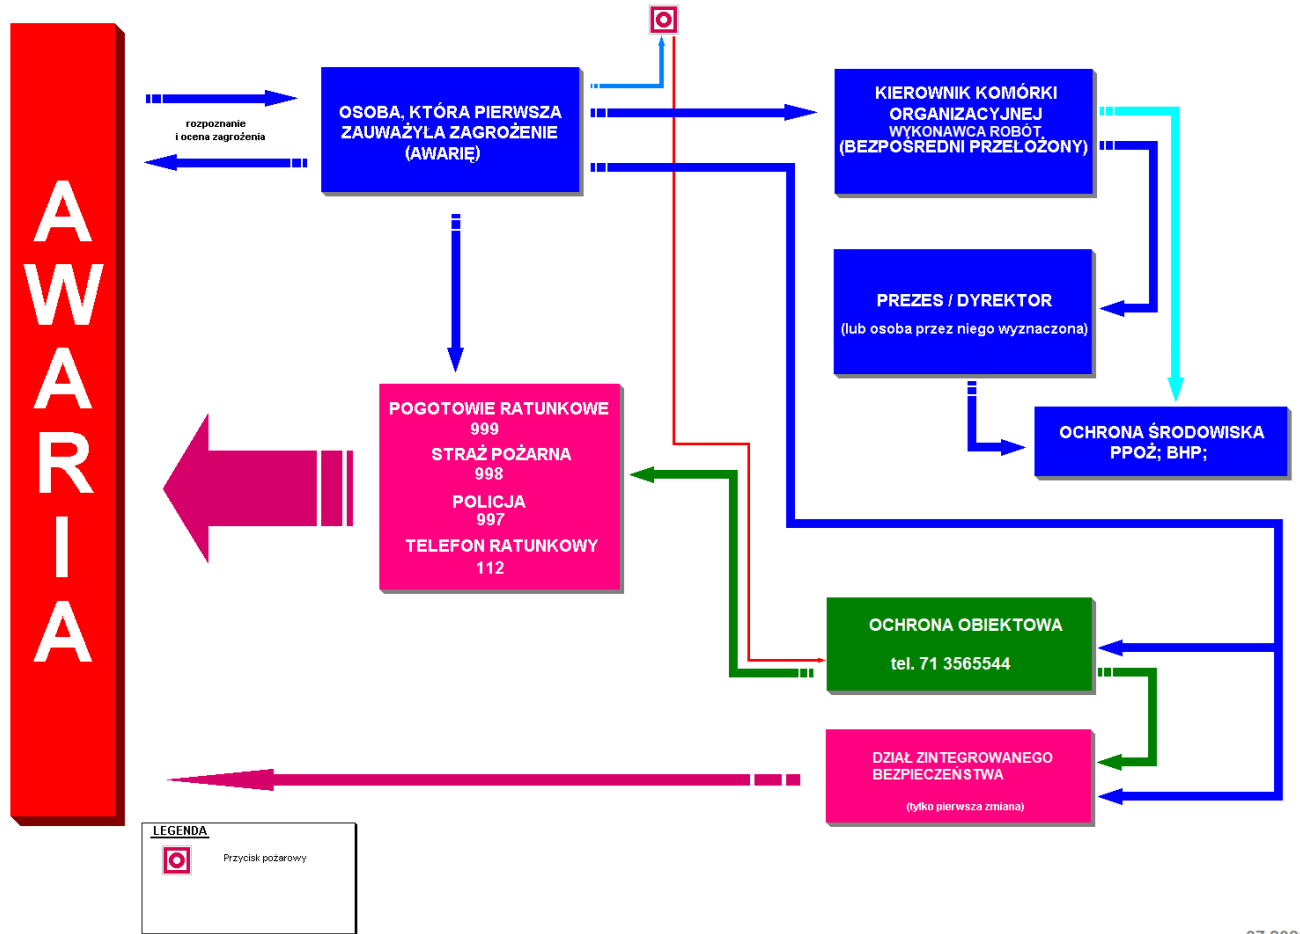 AWARIA
rozpoznanie
i ocena zagrożenia
OSOBA, KTÓRA PIERWSZA
ZAUWAŻYŁA ZAGROŻENIE
(AWARIĘ)
KIEROWNIK KOMÓRKI
ORGANIZACYJNEJ
WYKONAWCA ROBÓT
(BEZPOŚREDNI PRZEŁOŻONY)
PREZES / DYREKTOR
(lub osoba przez niego wyznaczona)
OCHRONA ŚRODOWISKA
PPOŻ; BHP;
POGOTOWIE RATUNKOWE
999
STRAŻ POŻARNA
998
POLICJA
997
TELEFON RATUNKOWY
112
OCHRONA OBIEKTOWA
tel. 71 3565544
DZIAŁ ZINTEGROWANEGO
BEZPIECZEŃSTWA
(tylko pierwsza zmiana)
LEGENDA
Przycisk pożarowy